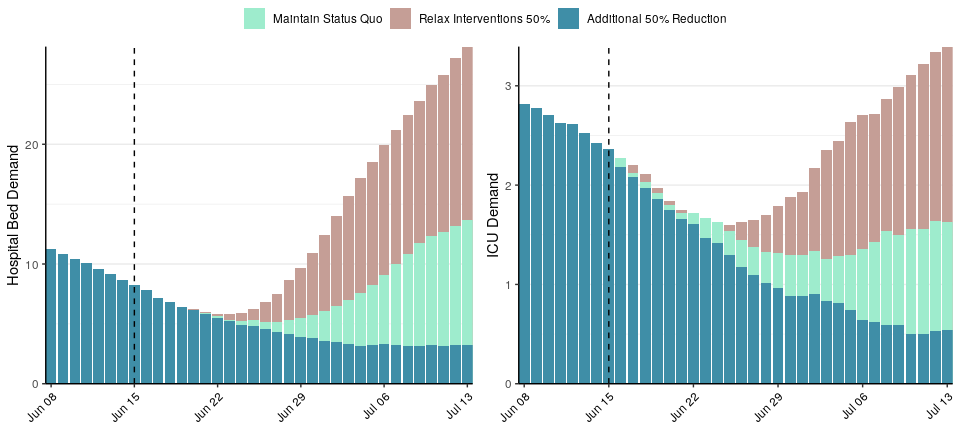 Maintain Status Quo Relax Interventions 50% Additional 50% Reduction
Hospital Bed Demand
20
10
0
Jun 08 Jun 15 Jun 22 Jun 29 Jul 06 Jul 13
ICU Demand
3
2
1
0
Jun 08 Jun 15 Jun 22 Jun 29 Jul 06 Jul 13